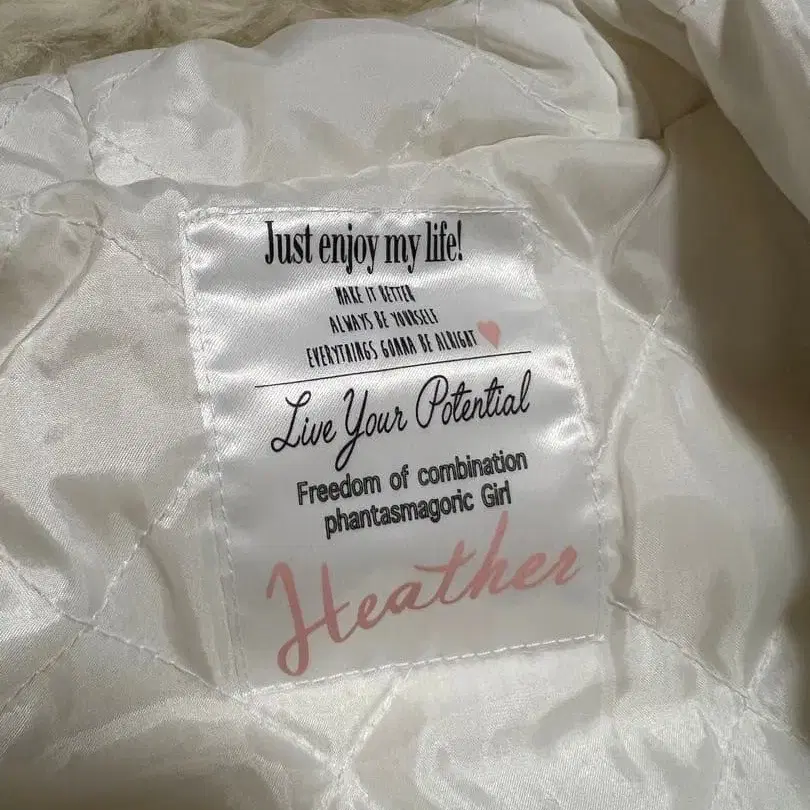 Just enjoy my life!
MAKE IT BETTER
ALWAYS BE YOURSELF
EVERYTHINGS GONNA BE ALRIGHT
Live Your Potential
Freedom of combination
phantasmagoric Girl
Heather